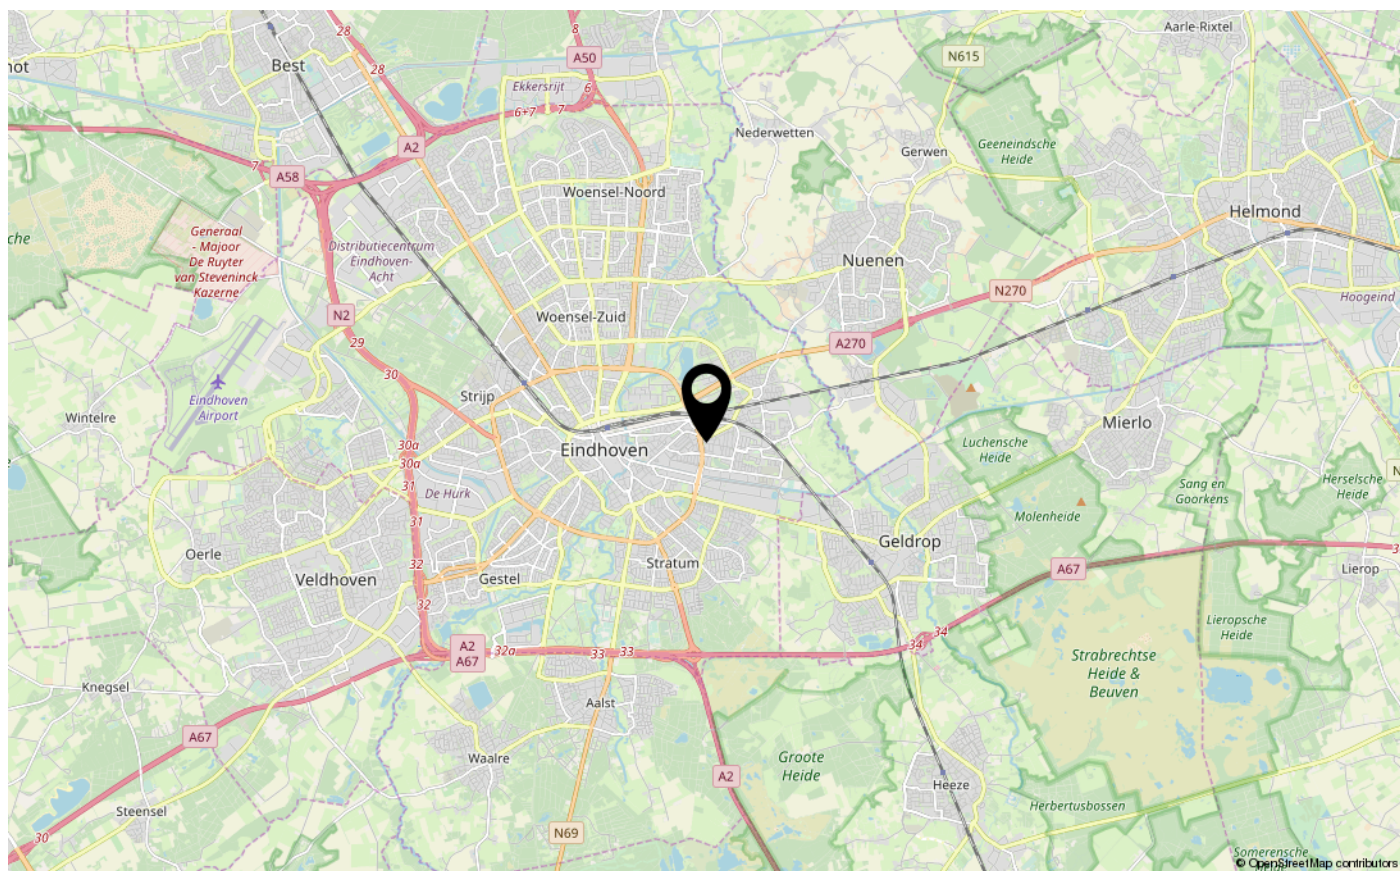 28
8
Aarle-Rixtel
A50
N615
Best
28
Ekkersrijt
6
6+7
7
Nederwetten
A2
Gerwen
Geeneindsche
Heide
7
A58
Woensel-Noord
Helmond
Generaal
- Majoor
De Ruyter
van Steveninck
Kazerne
che
Distributiecentrum
Eindhoven-
Acht
Nuenen
N270
Hoogeind
N2
Woensel-Zuid
29
A270
30
Eindhoven
Airport
Strijp
Wintelre
Mierlo
30a
Eindhoven
Luchensche
Heide
30a
31
De Hurk
Sang en
Goorkens
Herselsche
Heide
N
31
Molenheide
Oerle
Geldrop
3
32
Stratum
A67
Lierop
Veldhoven
Gestel
32
Lieropsche
Heide
34
34
A2
A67
32a
33
33
Strabrechtse
Heide &
Beuven
Knegsel
Aalst
A67
Waalre
Groote
Heide
A2
Heeze
Herbertusbossen
Steensel
30
N69
Somerensche
© OpenStreetMap contributors